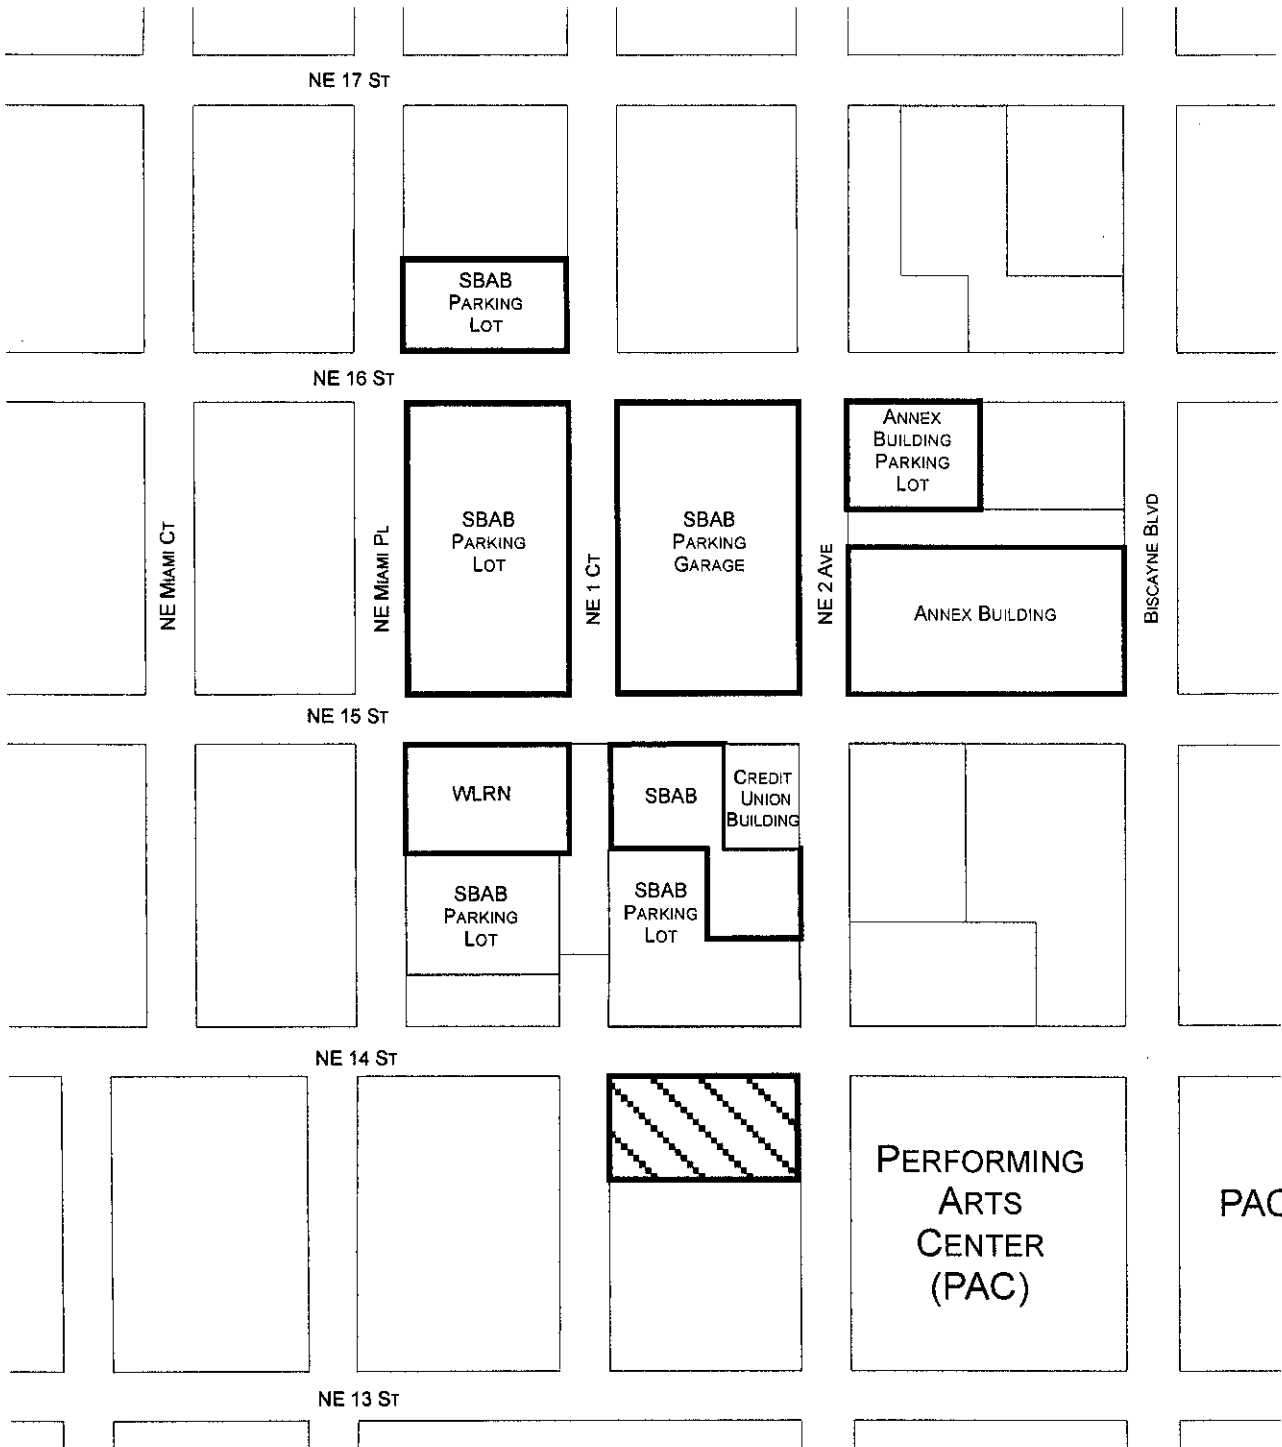 NE 17 ST
SBAB
PARKING
LOT
NE 16 ST
SBAB
PARKING
LOT
SBAB
PARKING
GARAGE
ANNEX
BUILDING
PARKING
LOT
ANNEX BUILDING
NE MIAMI CT
NE MIAMI PL
NE 1 CT
NE 2 AVE
BISCAYNE BLVD
NE 15 ST
WLRN
SBAB
CREDIT
UNION
BUILDING
SBAB
PARKING
LOT
SBAB
PARKING
LOT
NE 14 ST
PERFORMING
ARTS
CENTER
(PAC)
PAC
NE 13 ST